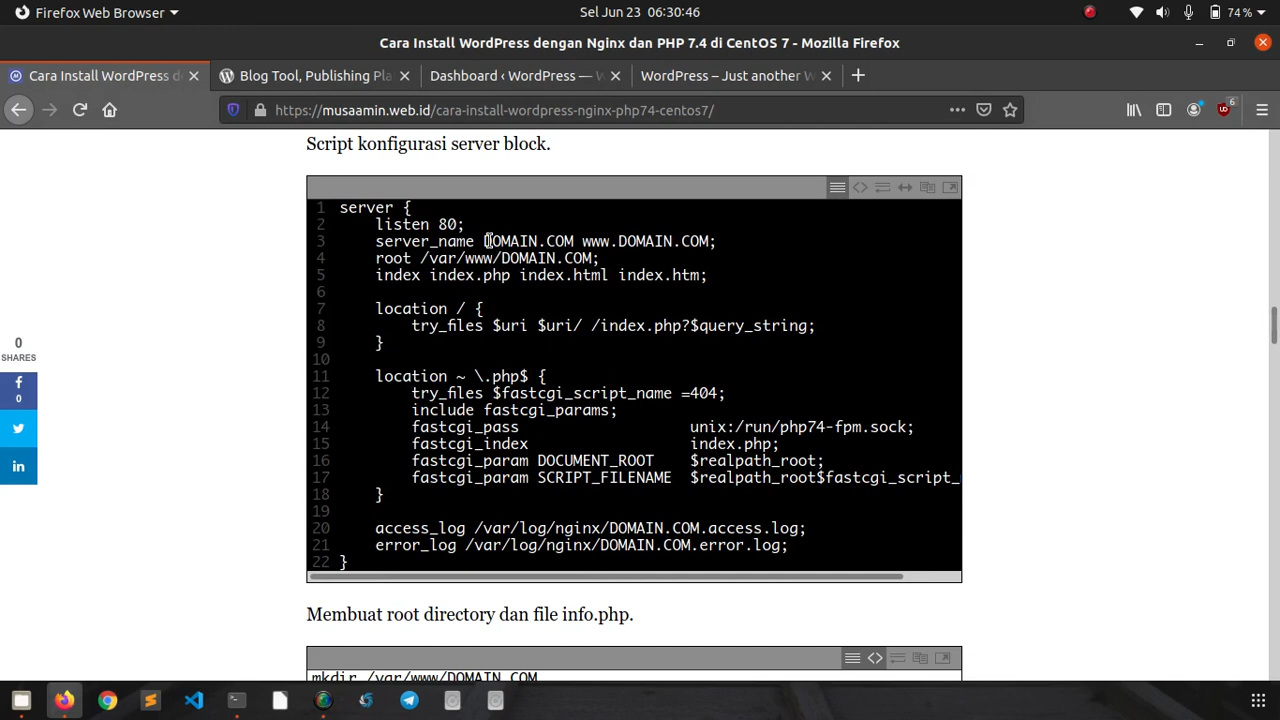 Firefox Web Browser
Sel Jun 23 06:30:46
74 %
Cara Install WordPress dengan Nginx dan PHP 7.4 di CentOS 7 - Mozilla Firefox
Cara Install WordPress de
Blog Tool, Publishing Pla
Dashboard ‹ WordPress — W
WordPress – Just another W
https://musaamin.web.id/cara-install-wordpress-nginx-php74-centos7/
6
Script konfigurasi server block.
1 server {
2 listen 80;
3 server_name DOMAIN.COM www.DOMAIN.COM;
4 root /var/www/DOMAIN.COM;
5 index index.php index.html index.htm;
6
7 location / {
8 try_files $uri $uri/ /index.php?$query_string;
9 }
10
11 location ~ \.php$ {
12 try_files $fastcgi_script_name =404;
13 include fastcgi_params;
14 fastcgi_pass unix:/run/php74-fpm.sock;
15 fastcgi_index index.php;
16 fastcgi_param DOCUMENT_ROOT $realpath_root;
17 fastcgi_param SCRIPT_FILENAME $realpath_root$fastcgi_script_
18 }
19
20 access_log /var/log/nginx/DOMAIN.COM.access.log;
21 error_log /var/log/nginx/DOMAIN.COM.error.log;
22 }
0
SHARES
0
Membuat root directory dan file info.php.
mkdir /var/www/DOMAIN.COM